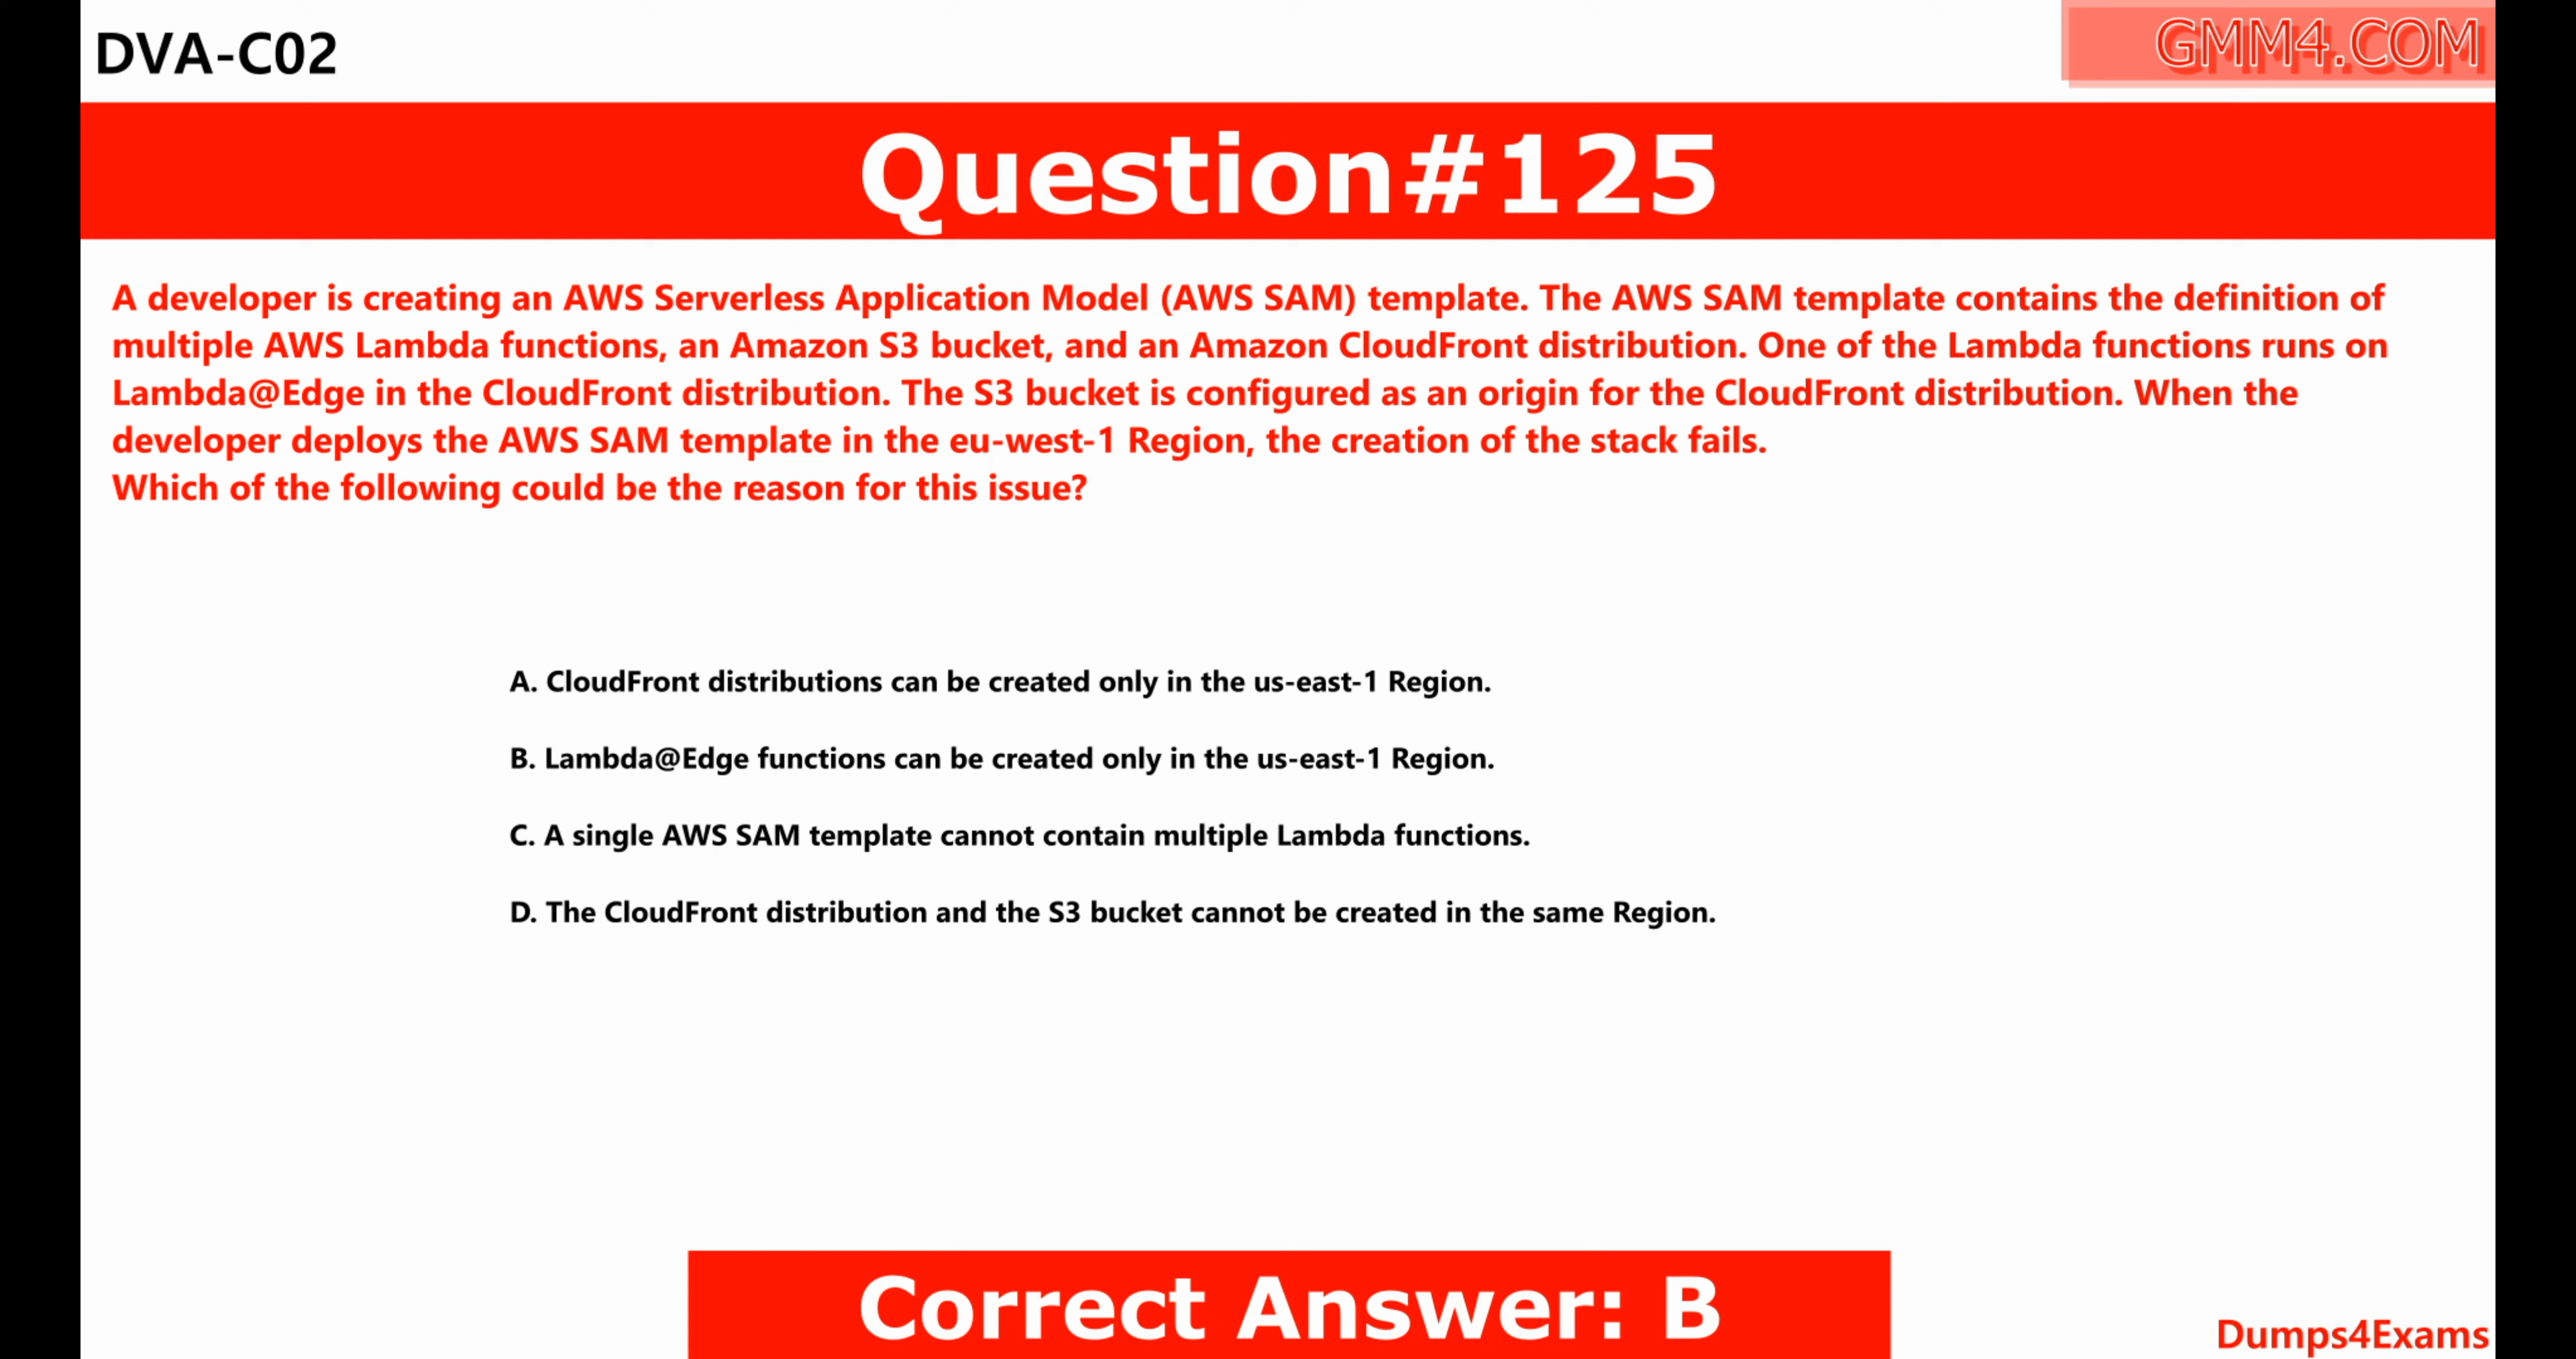 DVA-C02
GMM4.COM
Question#125
A developer is creating an AWS Serverless Application Model (AWS SAM) template. The AWS SAM template contains the definition of
multiple AWS Lambda functions, an Amazon S3 bucket, and an Amazon CloudFront distribution. One of the Lambda functions runs on
Lambda@Edge in the CloudFront distribution. The S3 bucket is configured as an origin for the CloudFront distribution. When the
developer deploys the AWS SAM template in the eu-west-1 Region, the creation of the stack fails.
Which of the following could be the reason for this issue?
A. CloudFront distributions can be created only in the us-east-1 Region.
B. Lambda@Edge functions can be created only in the us-east-1 Region.
C. A single AWS SAM template cannot contain multiple Lambda functions.
D. The CloudFront distribution and the S3 bucket cannot be created in the same Region.
Correct Answer: B
Dumps4Exams